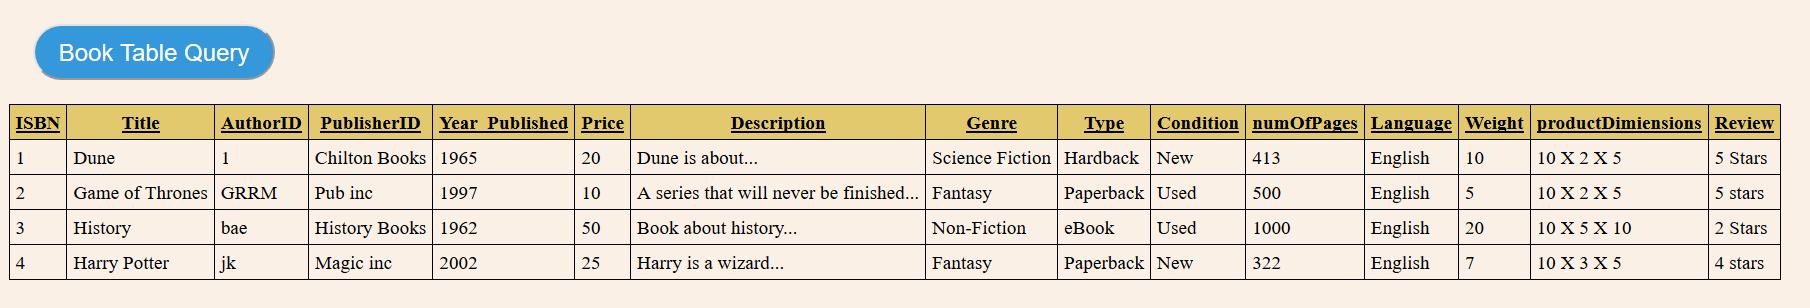 Book Table Query
ISBN Title AuthorID PublisherID Year_Published Price Description Genre Type Condition numOfPages Language Weight productDimiensions Review
1 Dune 1 Chilton Books 1965 20 Dune is about... Science Fiction Hardback New 413 English 10 10 X 2 X 5 5 Stars
2 Game of Thrones GRRM Pub inc 1997 10 A series that will never be finished... Fantasy Paperback Used 500 English 5 10 X 2 X 5 5 stars
3 History bae History Books 1962 50 Book about history... Non-Fiction eBook Used 1000 English 20 10 X 5 X 10 2 Stars
4 Harry Potter jk Magic inc 2002 25 Harry is a wizard... Fantasy Paperback New 322 English 7 10 X 3 X 5 4 stars